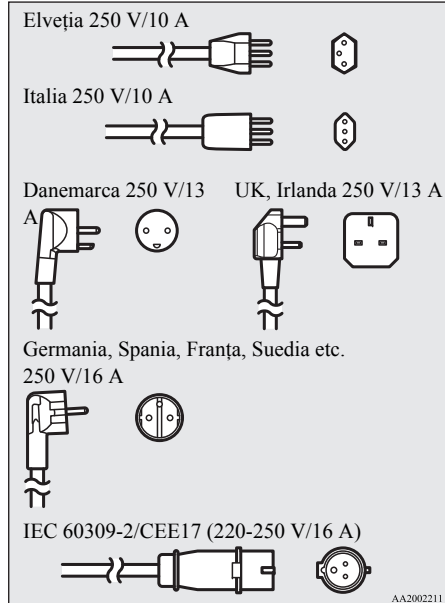 Elveția 250 V/10 A
Italia 250 V/10 A
Danemarca 250 V/13 A
UK, Irlanda 250 V/13 A
Germania, Spania, Franța, Suedia etc.
250 V/16 A
IEC 60309-2/CEE17 (220-250 V/16 A)
AA2002211